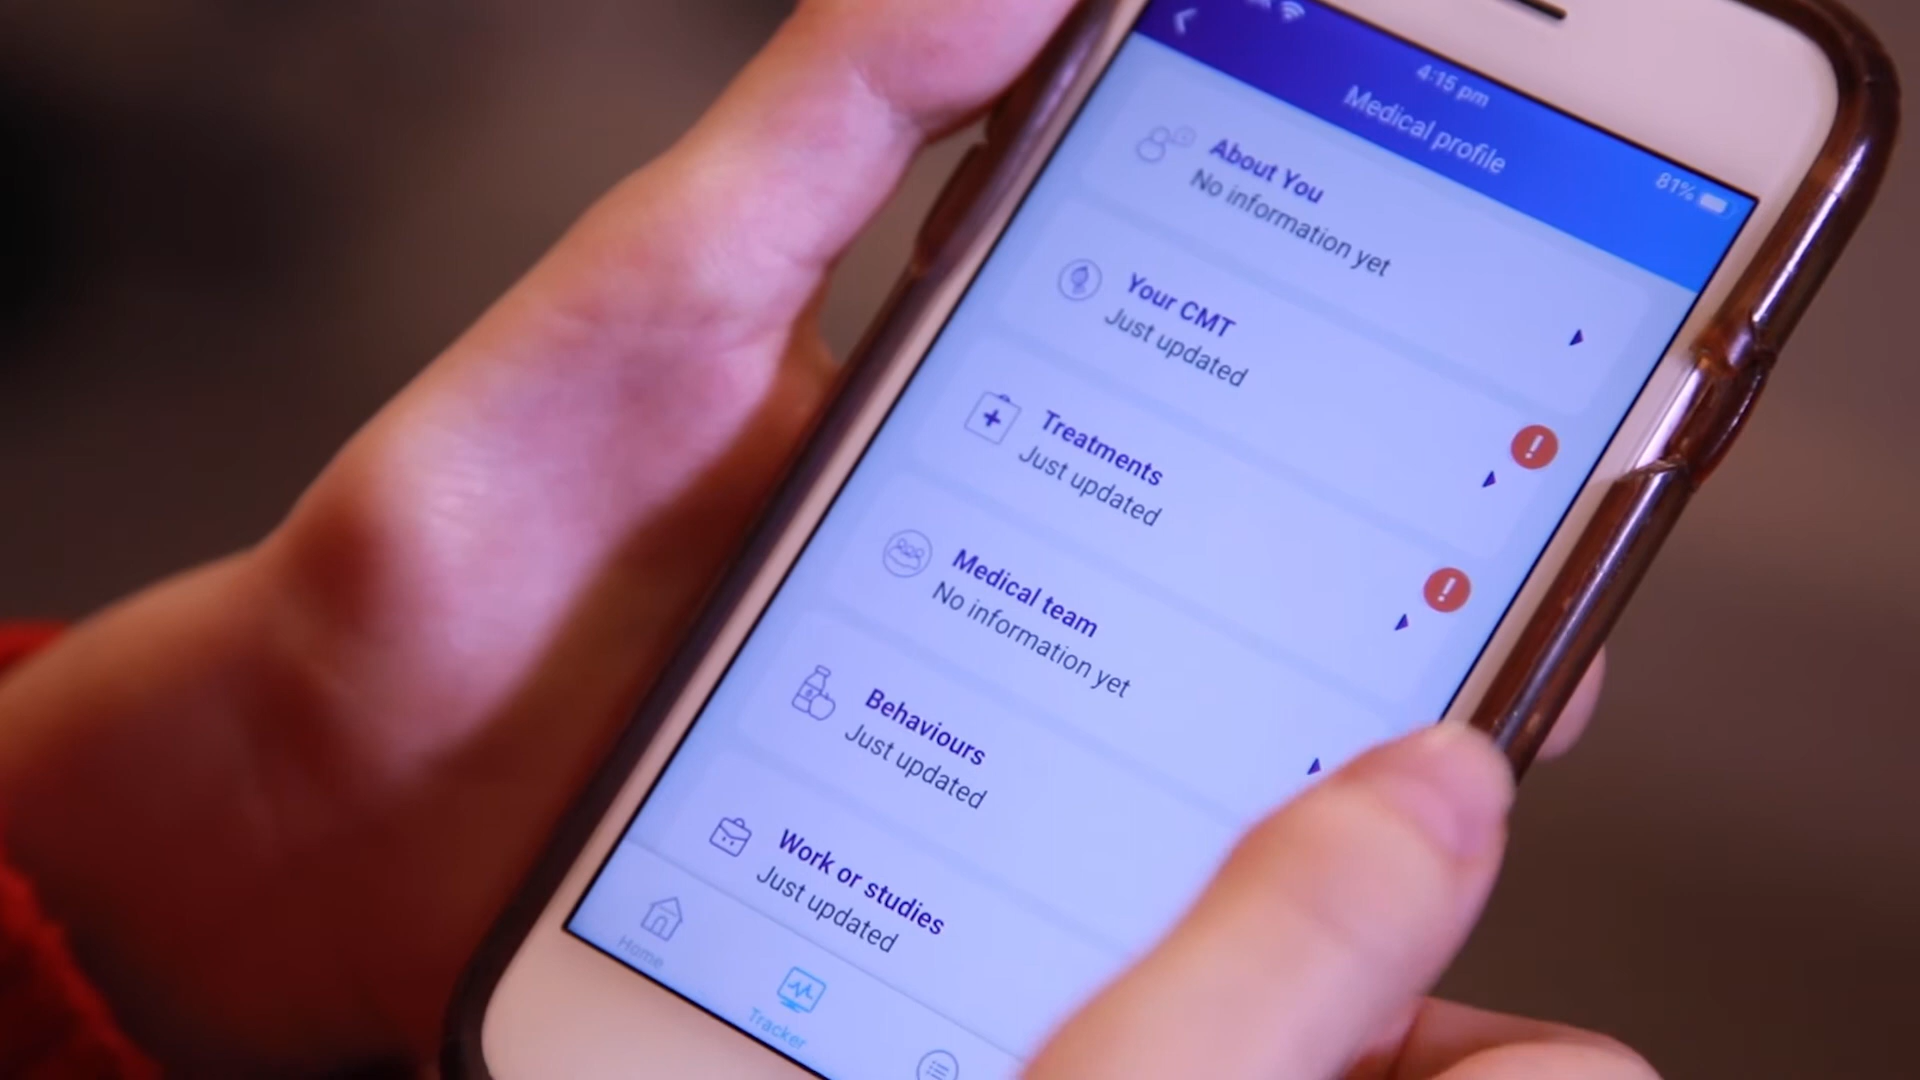 4:15 pm
Medical profile
81%
About You
No information yet
Your CMT
Just updated
!
Treatments
Just updated
!
Medical team
No information yet
Behaviours
Just updated
Work or studies
Just updated
Home
Tracker